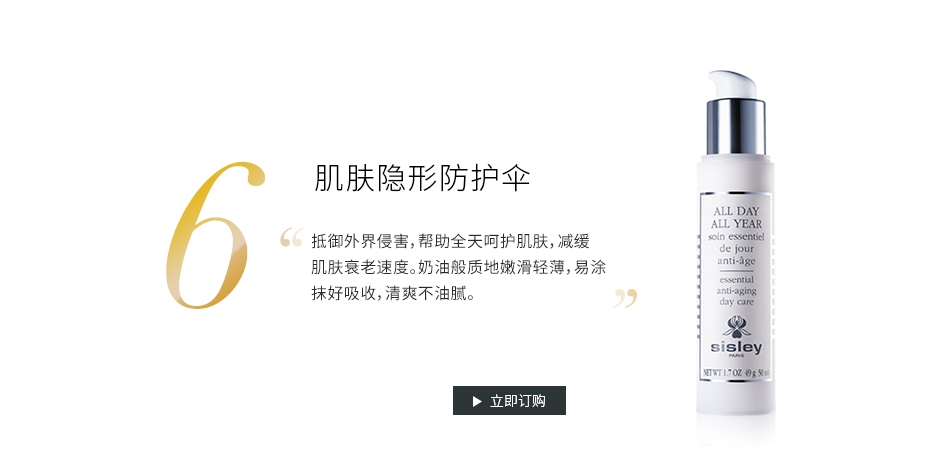 6
肌肤隐形防护伞
“抵御外界侵害，帮助全天呵护肌肤，减缓
肌肤衰老速度。奶油般质地嫩滑轻薄，易涂
抹好吸收，清爽不油腻。”
▶ 立即订购
ALL DAY
ALL YEAR
soin essentiel
de jour
anti-âge
essential
anti-aging
day care
sisley
PARIS
NET WT 1.7 OZ 49 g 50 ml